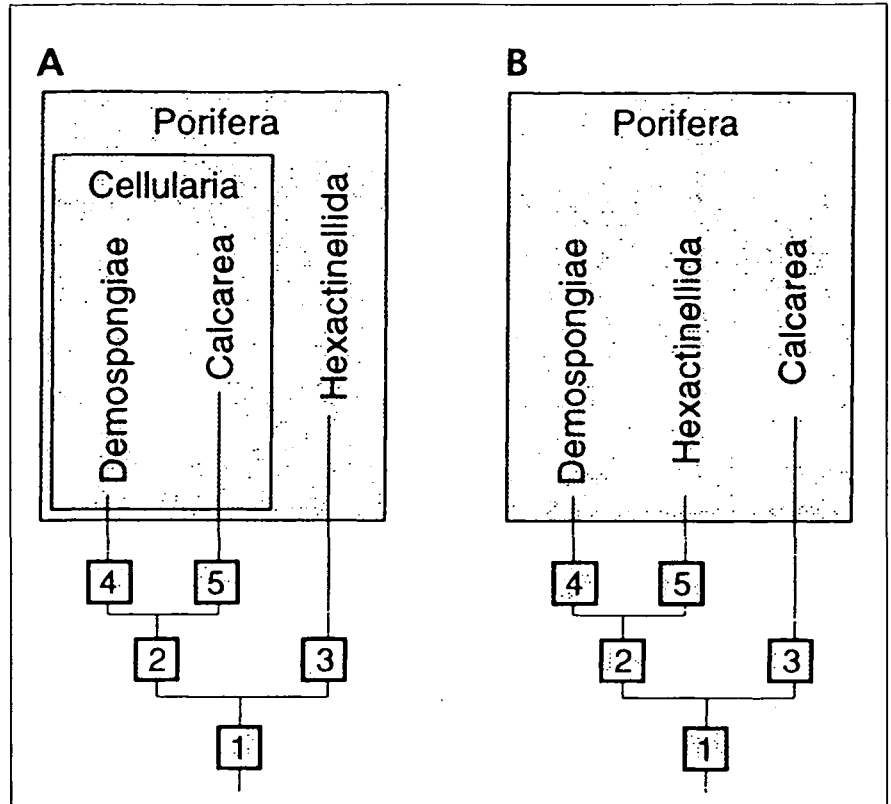 A
Porifera
Cellularia
Demospongiae
Calcarea
Hexactinellida
4
5
2
3
1
B
Porifera
Demospongiae
Hexactinellida
Calcarea
4
5
2
3
1